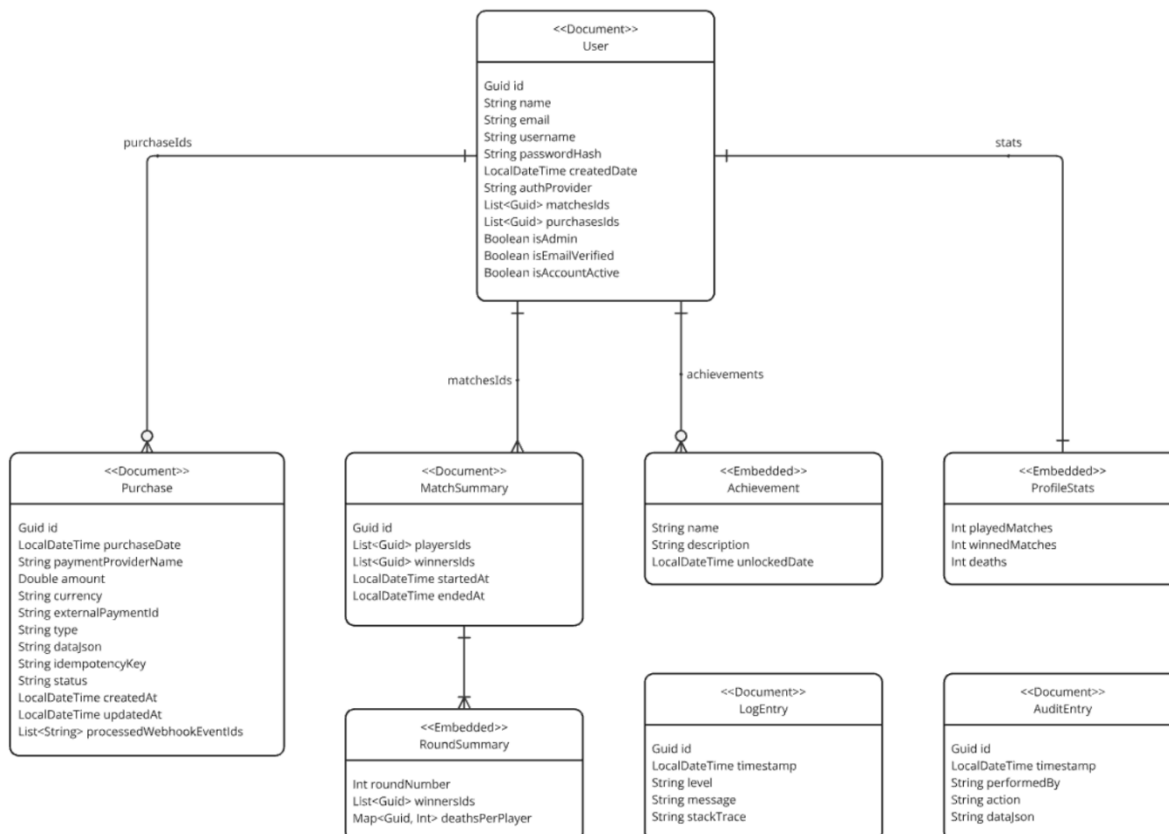 <<Document>>
User
Guid id
String name
String email
String username
String passwordHash
LocalDateTime createdDate
String authProvider
List<Guid> matchesIds
List<Guid> purchasesIds
Boolean isAdmin
Boolean isEmailVerified
Boolean isAccountActive
purchaseIds
stats
matchesIds
achievements
<<Document>>
Purchase
Guid id
LocalDateTime purchaseDate
String paymentProviderName
Double amount
String currency
String externalPaymentId
String type
String dataJson
String idempotencyKey
String status
LocalDateTime createdAt
LocalDateTime updatedAt
List<String> processedWebhookEventIds
<<Document>>
MatchSummary
Guid id
List<Guid> playersIds
List<Guid> winnersIds
LocalDateTime startedAt
LocalDateTime endedAt
<<Embedded>>
Achievement
String name
String description
LocalDateTime unlockedDate
<<Embedded>>
ProfileStats
Int playedMatches
Int winnedMatches
Int deaths
<<Embedded>>
RoundSummary
Int roundNumber
List<Guid> winnersIds
Map<Guid, Int> deathsPerPlayer
<<Document>>
LogEntry
Guid id
LocalDateTime timestamp
String level
String message
String stackTrace
<<Document>>
AuditEntry
Guid id
LocalDateTime timestamp
String performedBy
String action
String dataJson